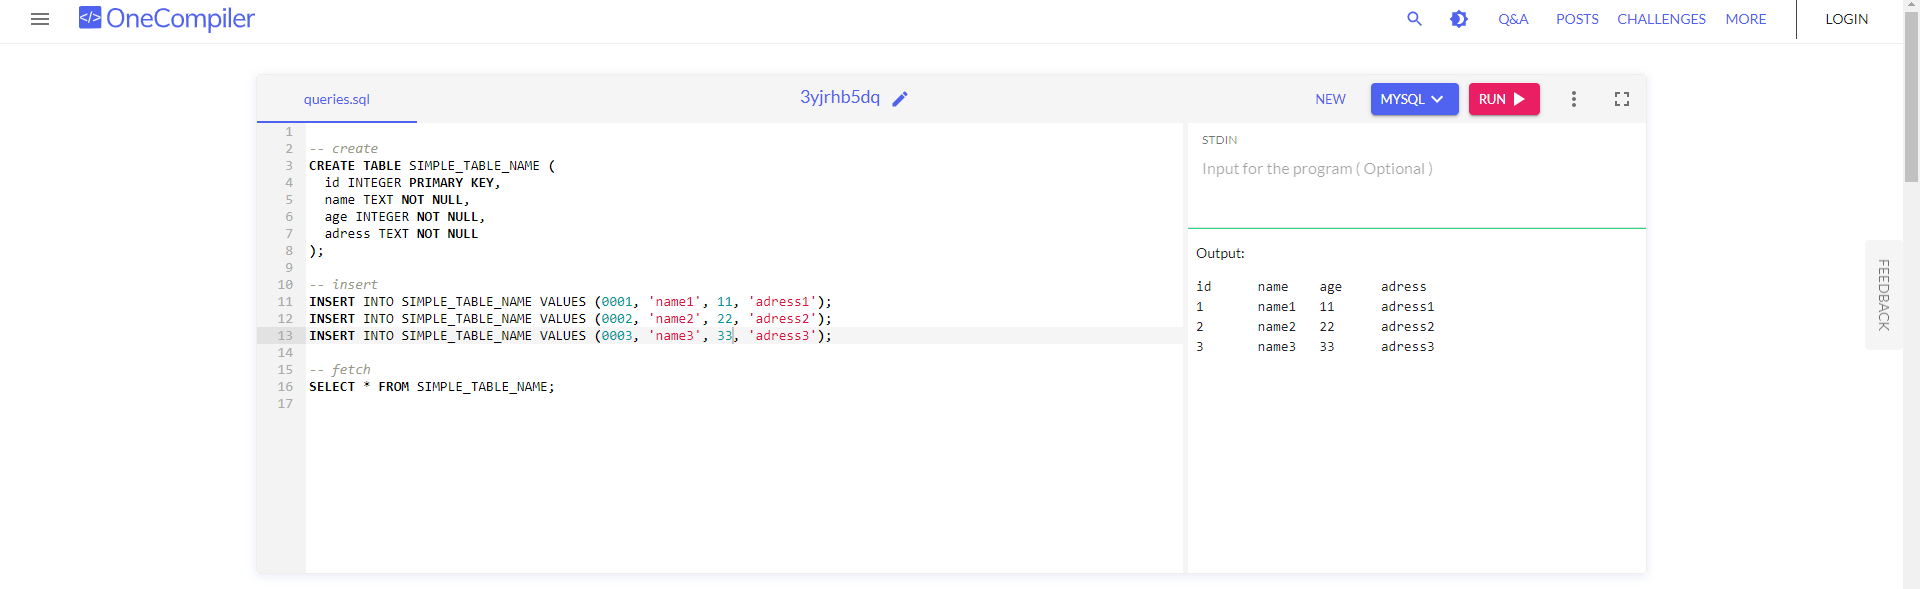 OneCompiler
Q&A POSTS CHALLENGES MORE LOGIN
queries.sql 3yjrhb5dq NEW MYSQL RUN
1
2 -- create
3 CREATE TABLE SIMPLE_TABLE_NAME (
4 id INTEGER PRIMARY KEY,
5 name TEXT NOT NULL,
6 age INTEGER NOT NULL,
7 adress TEXT NOT NULL
8 );
9
10 -- insert
11 INSERT INTO SIMPLE_TABLE_NAME VALUES (0001, 'name1', 11, 'adress1');
12 INSERT INTO SIMPLE_TABLE_NAME VALUES (0002, 'name2', 22, 'adress2');
13 INSERT INTO SIMPLE_TABLE_NAME VALUES (0003, 'name3', 33, 'adress3');
14
15 -- fetch
16 SELECT * FROM SIMPLE_TABLE_NAME;
17
STDIN
Input for the program ( Optional )
Output:
id name age adress
1 name1 11 adress1
2 name2 22 adress2
3 name3 33 adress3
FEEDBACK